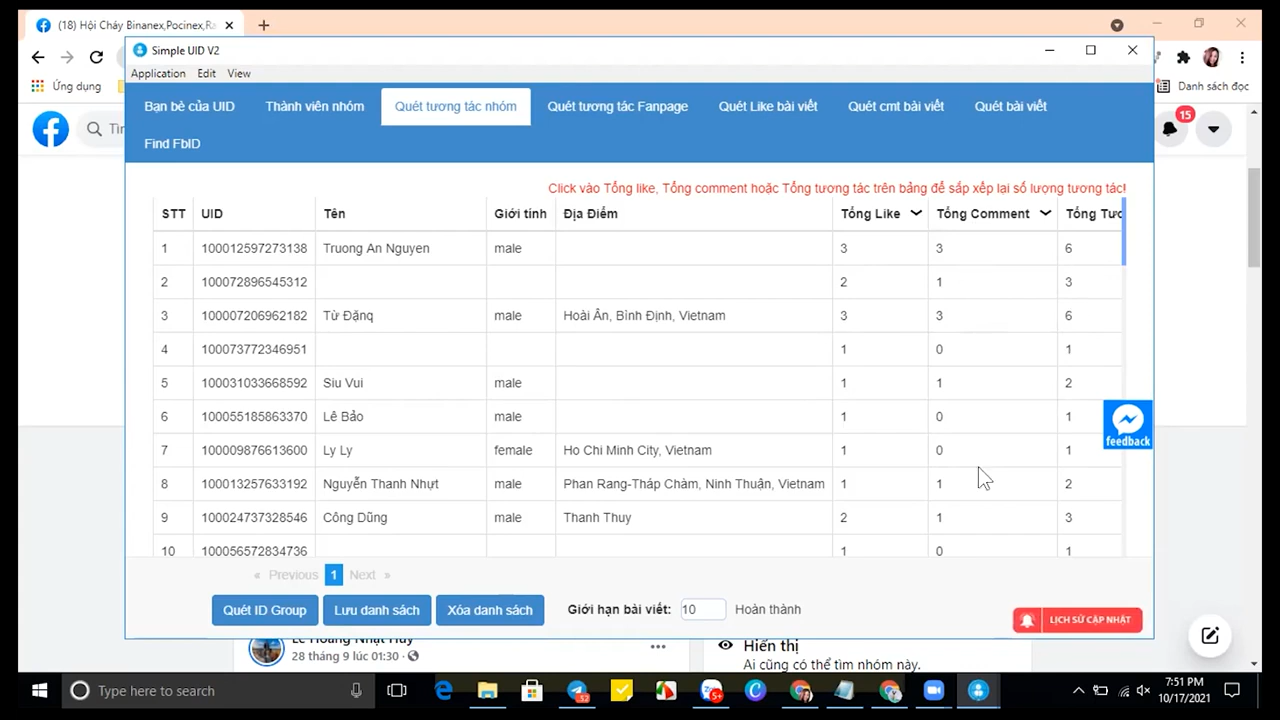 (18) Hội Cháy Binanex,Pocinex,Ra
Simple UID V2
Application Edit View
Ứng dụng
Danh sách đọc
Bạn bè của UID Thành viên nhóm Quét tương tác nhóm Quét tương tác Fanpage Quét Like bài viết Quét cmt bài viết Quét bài viết
Find FbID
15
Click vào Tổng like, Tổng comment hoặc Tổng tương tác trên bảng để sắp xếp lại số lượng tương tác!
STT UID Tên Giới tính Địa Điểm Tổng Like Tổng Comment Tổng Tươ
1 100012597273138 Truong An Nguyen male 3 3 6
2 100072896545312 2 1 3
3 100007206962182 Từ Đặng male Hoài Ân, Bình Định, Vietnam 3 3 6
4 100073772346951 1 0 1
5 100031033668592 Siu Vui male 1 1 2
6 100055185863370 Lê Bảo male 1 0 1
7 100009876613600 Ly Ly female Ho Chi Minh City, Vietnam 1 0 1
8 100013257633192 Nguyễn Thanh Nhựt male Phan Rang-Tháp Chàm, Ninh Thuận, Vietnam 1 1 2
9 100024737328546 Công Dũng male Thanh Thuy 2 1 3
10 100056572834736 1 0 1
feedback
« Previous 1 Next »
Quét ID Group Lưu danh sách Xóa danh sách Giới hạn bài viết: 10 Hoàn thành
LỊCH SỬ CẬP NHẬT
Lê Hoàng Nhật Huy
28 tháng 9 lúc 01:30
Hiển thị
Ai cũng có thể tìm nhóm này.
Type here to search
7:51 PM
10/17/2021